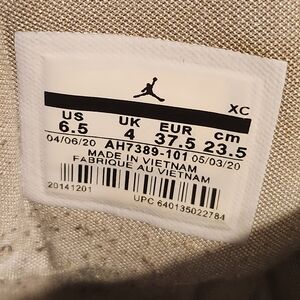 XC
US UK EUR cm
6.5 4 37.5 23.5
04/06/20 AH7389-101 05/03/20
MADE IN VIETNAM
FABRIQUE AU VIETNAM
20141201
UPC 640135022784